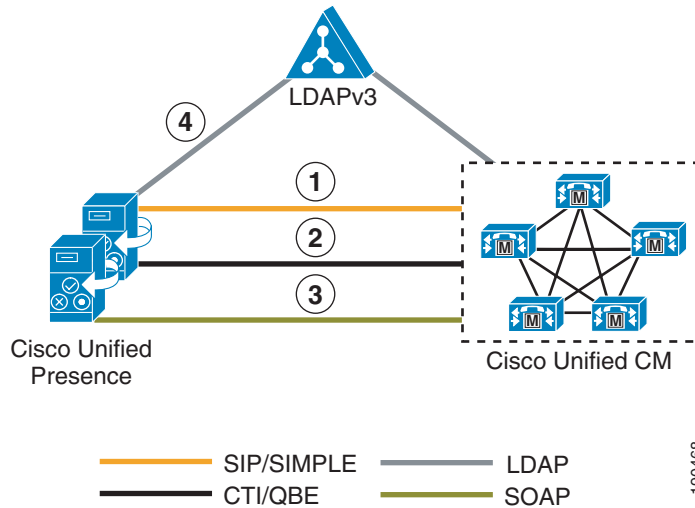 LDAPv3
4
1
2
3
M
M
M
M
M
Cisco Unified
Presence
Cisco Unified CM
SIP/SIMPLE
LDAP
CTI/QBE
SOAP